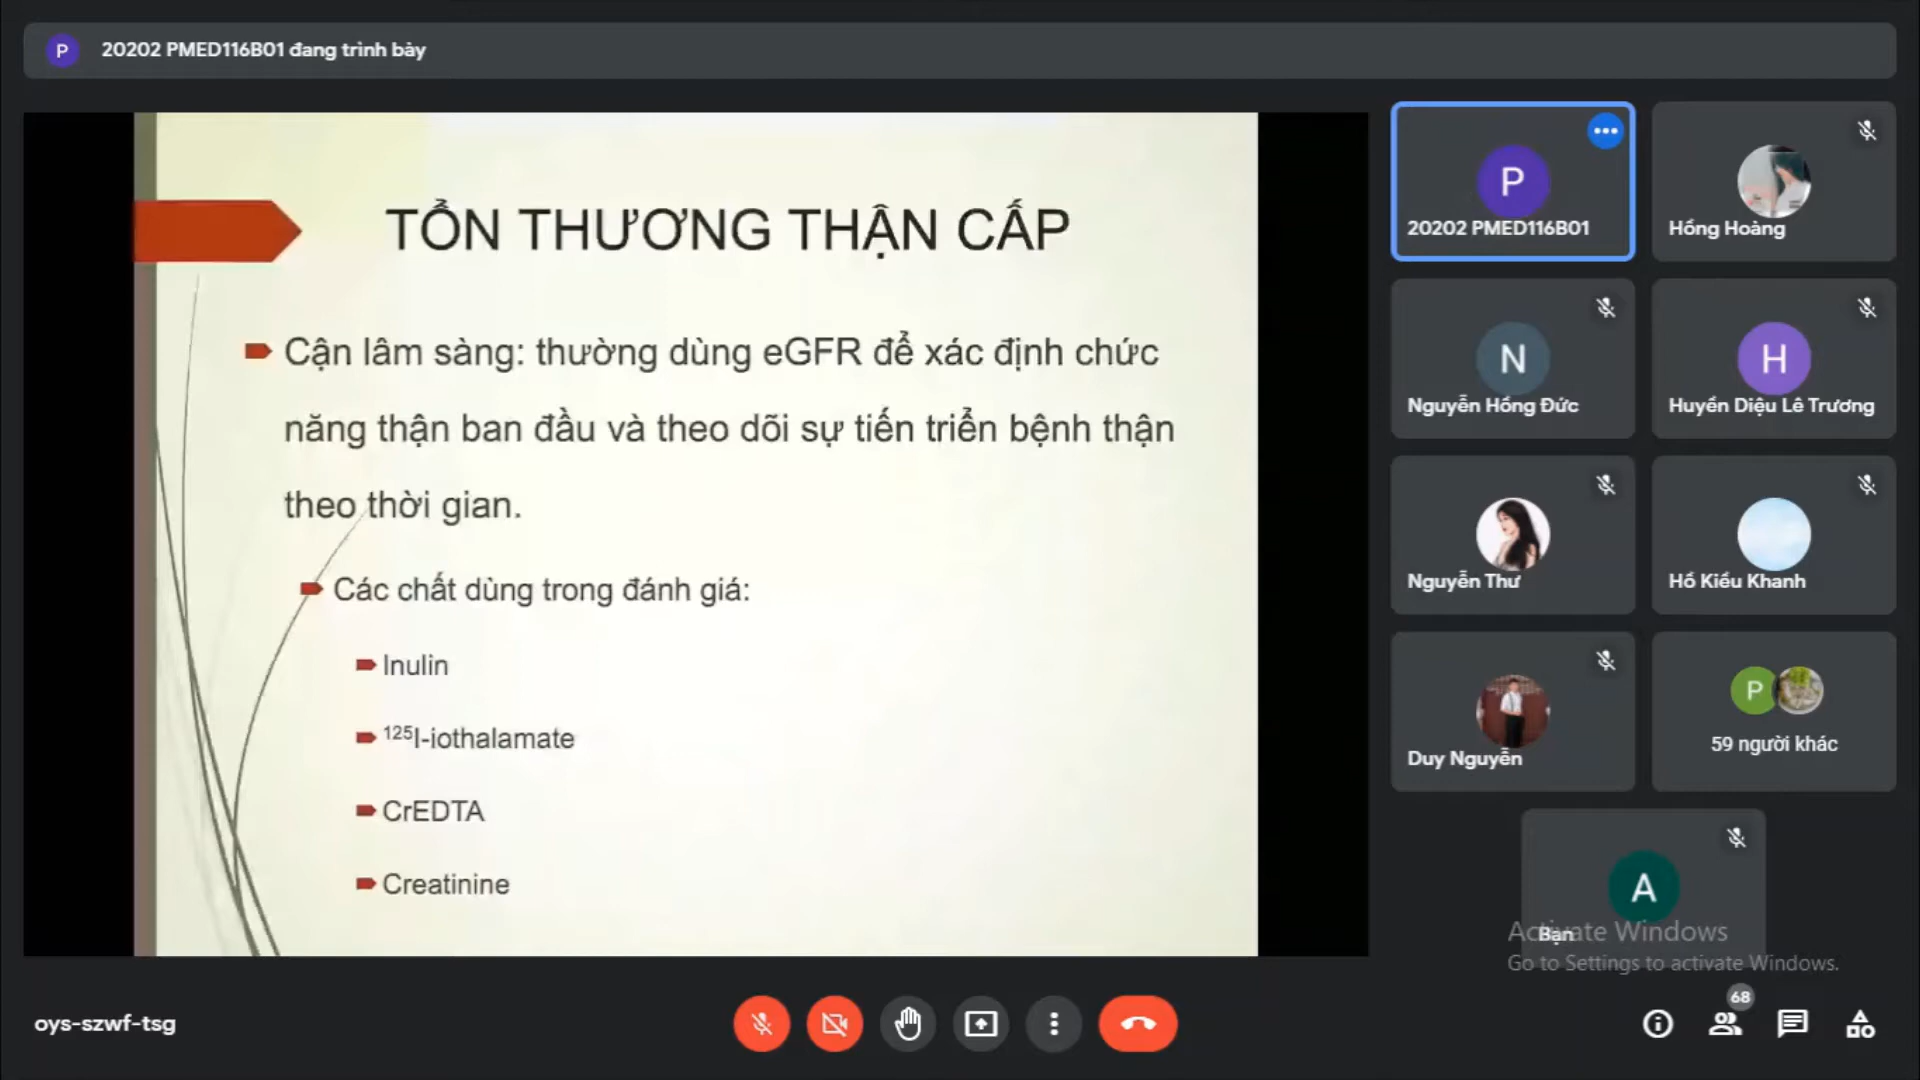 P 20202 PMED116B01 đang trình bày
TỔN THƯƠNG THẬN CẤP
Cận lâm sàng: thường dùng eGFR để xác định chức
năng thận ban đầu và theo dõi sự tiến triển bệnh thận
theo thời gian.
Các chất dùng trong đánh giá:
Inulin
¹²⁵I-iothalamate
CrEDTA
Creatinine
P
20202 PMED116B01
Hồng Hoàng
N
Nguyễn Hồng Đức
H
Huyền Diệu Lê Trương
Nguyễn Thư
Hồ Kiều Khanh
Duy Nguyễn
P
59 người khác
A
Bạn
Activate Windows
Go to Settings to activate Windows.
oys-szwf-tsg
68